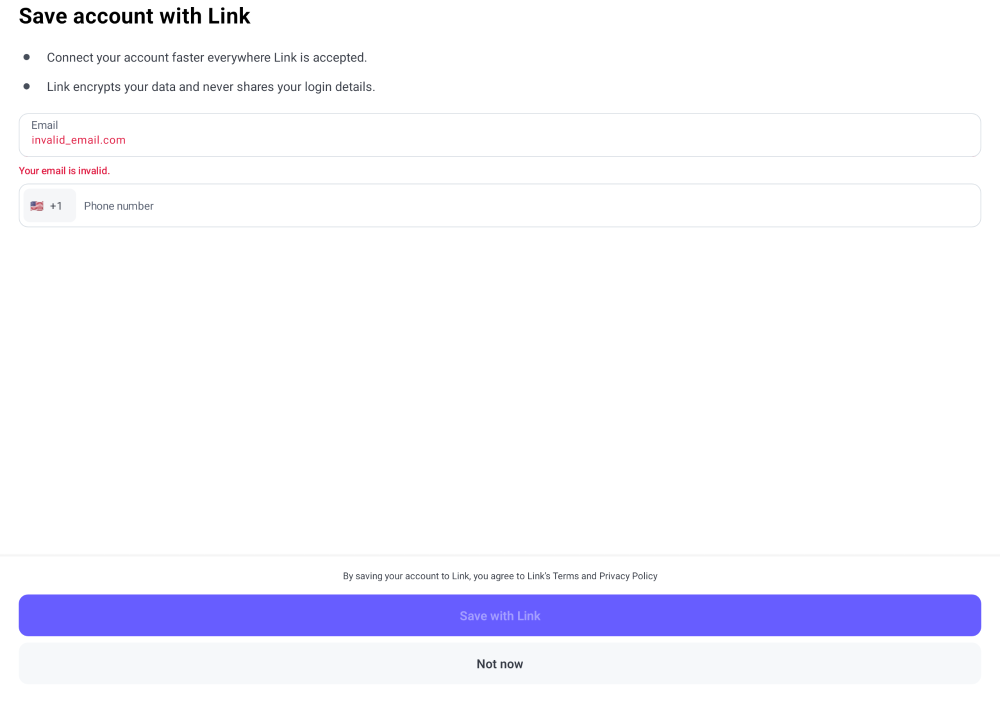 Save account with Link
Connect your account faster everywhere Link is accepted.
Link encrypts your data and never shares your login details.
Email
invalid_email.com
Your email is invalid.
+1 Phone number
By saving your account to Link, you agree to Link's Terms and Privacy Policy
Save with Link
Not now